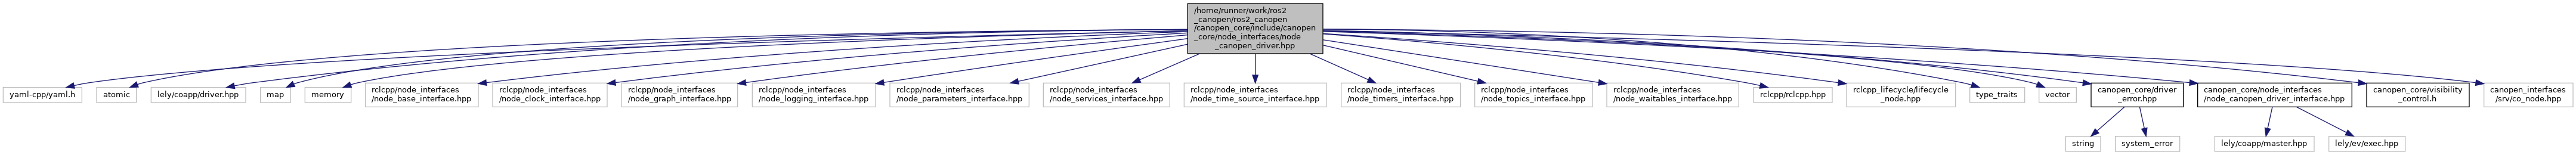 /home/runner/work/ros2
_canopen/ros2_canopen
/canopen_core/include/canopen
_core/node_interfaces/node
_canopen_driver.hpp
yaml-cpp/yaml.h
atomic
lely/coapp/driver.hpp
map
memory
rclcpp/node_interfaces
/node_base_interface.hpp
rclcpp/node_interfaces
/node_clock_interface.hpp
rclcpp/node_interfaces
/node_graph_interface.hpp
rclcpp/node_interfaces
/node_logging_interface.hpp
rclcpp/node_interfaces
/node_parameters_interface.hpp
rclcpp/node_interfaces
/node_services_interface.hpp
rclcpp/node_interfaces
/node_time_source_interface.hpp
rclcpp/node_interfaces
/node_timers_interface.hpp
rclcpp/node_interfaces
/node_topics_interface.hpp
rclcpp/node_interfaces
/node_waitables_interface.hpp
rclcpp/rclcpp.hpp
rclcpp_lifecycle/lifecycle
_node.hpp
type_traits
vector
canopen_core/driver
_error.hpp
canopen_core/node_interfaces
/node_canopen_driver_interface.hpp
canopen_core/visibility
_control.h
canopen_interfaces
/srv/co_node.hpp
string
system_error
lely/coapp/master.hpp
lely/ev/exec.hpp